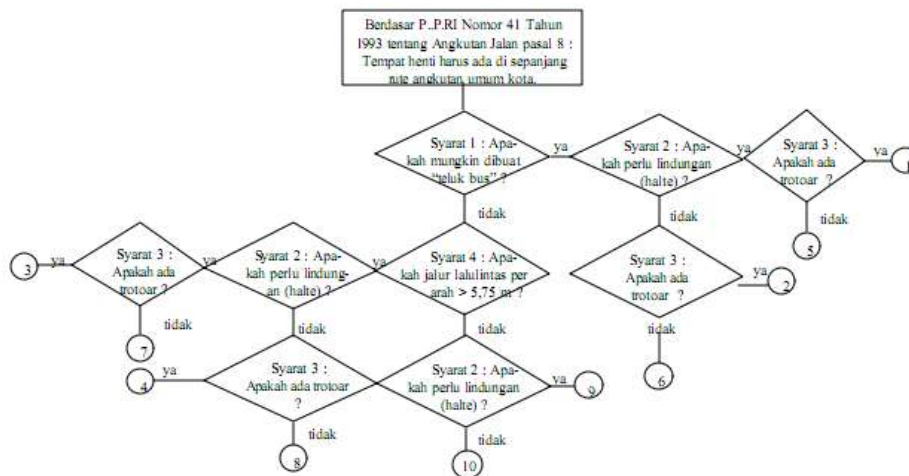 Berdasar P..P.RI Nomor 41 Tahun
1993 tentang Angkutan Jalan pasal 8 :
Tempat henti harus ada di sepanjang
rute angkutan umum kota.
Syarat 1 : Apa-
kah mungkin dibuat
"teluk bus" ?
ya
Syarat 2 : Apa-
kah perlu lindungan
(halte) ?
ya
Syarat 3 :
Apakah ada
trotoar ?
ya
1
tidak
tidak
tidak
5
3
ya
Syarat 3 :
Apakah ada
trotoar ?
ya
Syarat 2 : Apa-
kah perlu lindung-
an (halte) ?
ya
Syarat 4 : Apa-
kah jalur lalulintas per
arah > 5,75 m ?
Syarat 3 :
Apakah ada
trotoar ?
ya
2
tidak
7
tidak
tidak
tidak
6
4
ya
Syarat 3 :
Apakah ada trotoar
?
Syarat 2 : Apa-
kah perlu lindungan
(halte) ?
ya
9
tidak
8
tidak
10